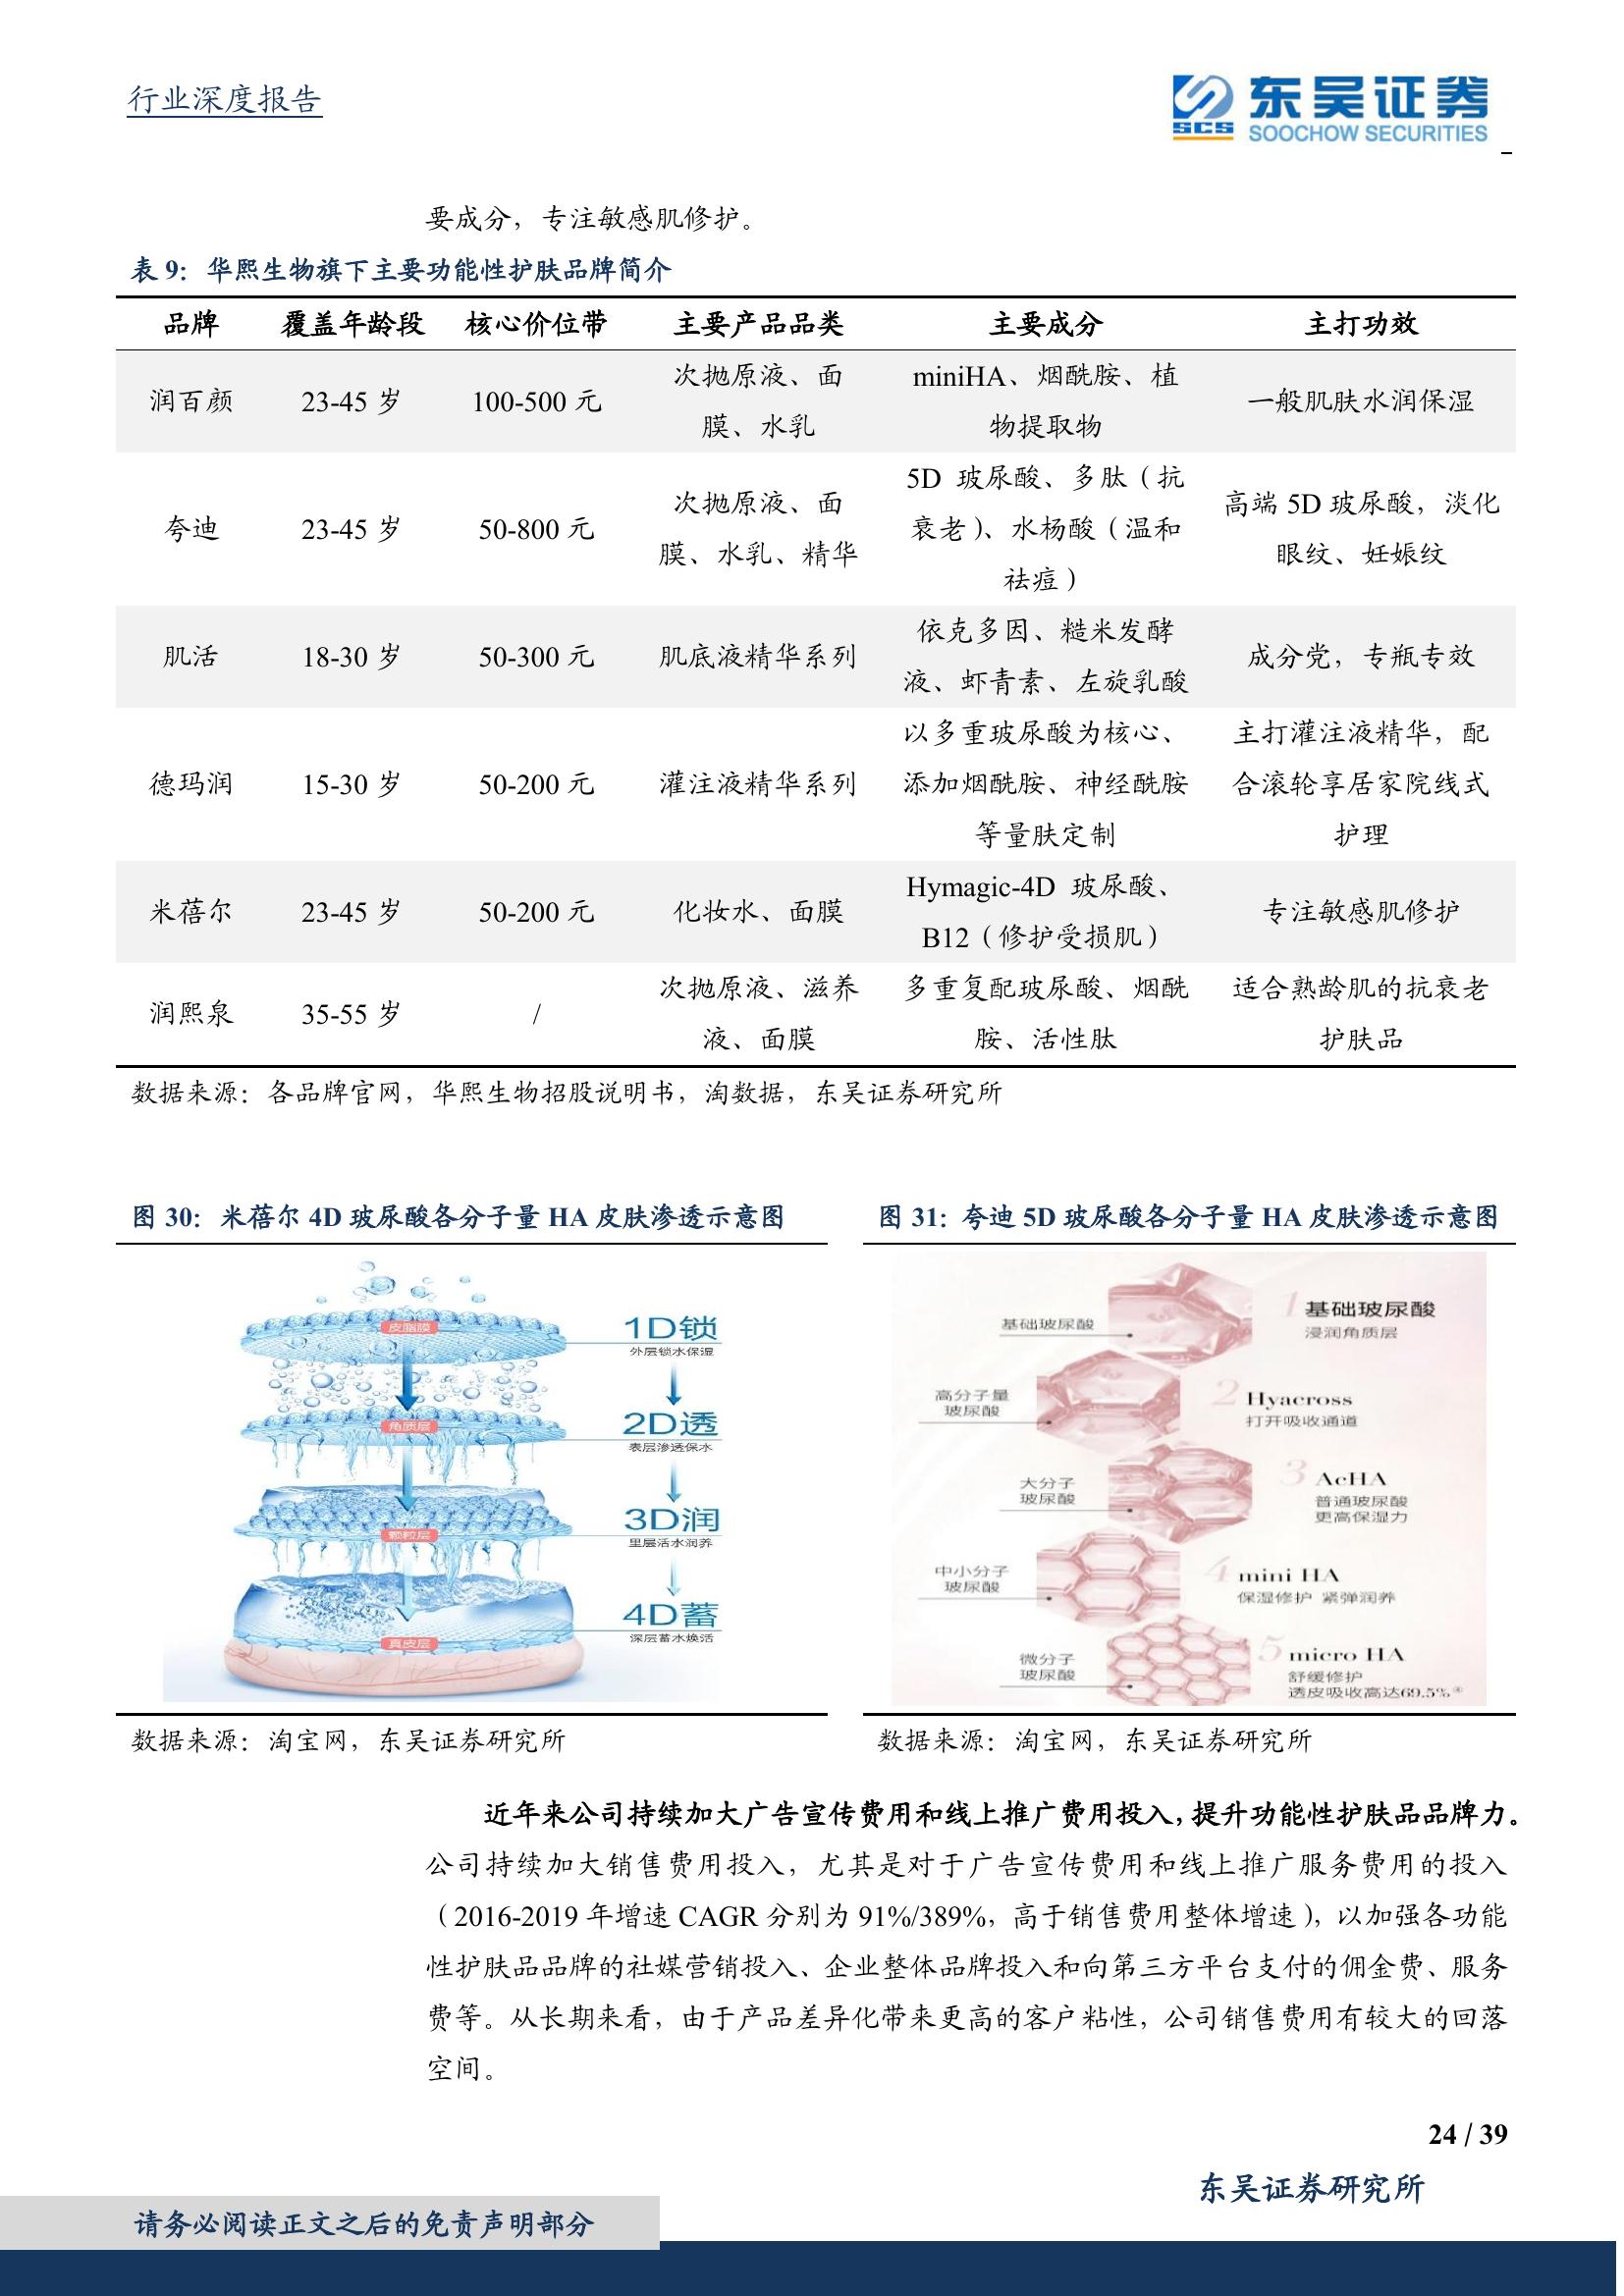 行业深度报告
SCS
东吴证券
SOOCHOW SECURITIES
要成分，专注敏感肌修护。
表 9：华熙生物旗下主要功能性护肤品牌简介
品牌 覆盖年龄段 核心价位带 主要产品品类 主要成分 主打功效
润百颜 23-45 岁 100-500 元 次抛原液、面膜、水乳 miniHA、烟酰胺、植物提取物 一般肌肤水润保湿
夸迪 23-45 岁 50-800 元 次抛原液、面膜、水乳、精华 5D 玻尿酸、多肽（抗衰老）、水杨酸（温和祛痘） 高端 5D 玻尿酸，淡化眼纹、妊娠纹
肌活 18-30 岁 50-300 元 肌底液精华系列 依克多因、糙米发酵液、虾青素、左旋乳酸 成分党，专瓶专效
德玛润 15-30 岁 50-200 元 灌注液精华系列 以多重玻尿酸为核心、添加烟酰胺、神经酰胺等量肤定制 主打灌注液精华，配合滚轮享居家院线式护理
米蓓尔 23-45 岁 50-200 元 化妆水、面膜 Hymagic-4D 玻尿酸、B12（修护受损肌） 专注敏感肌修护
润熙泉 35-55 岁 / 次抛原液、滋养液、面膜 多重复配玻尿酸、烟酰胺、活性肽 适合熟龄肌的抗衰老护肤品
数据来源：各品牌官网，华熙生物招股说明书，淘数据，东吴证券研究所
图 30：米蓓尔 4D 玻尿酸各分子量 HA 皮肤渗透示意图
皮脂膜
1D锁
外层锁水保湿
角质层
2D透
表层渗透保水
颗粒层
3D润
里层活水润养
真皮层
4D蓄
深层蓄水焕活
数据来源：淘宝网，东吴证券研究所
图 31：夸迪 5D 玻尿酸各分子量 HA 皮肤渗透示意图
基础玻尿酸
1 基础玻尿酸
浸润角质层
高分子量
玻尿酸
2 Hyacross
打开吸收通道
大分子
玻尿酸
3 AcHA
普通玻尿酸
更高保湿力
中小分子
玻尿酸
4 mini HA
保湿修护 紧弹润养
微分子
玻尿酸
5 micro HA
舒缓修护
透皮吸收高达69.5%
数据来源：淘宝网，东吴证券研究所
近年来公司持续加大广告宣传费用和线上推广费用投入，提升功能性护肤品品牌力。
公司持续加大销售费用投入，尤其是对于广告宣传费用和线上推广服务费用的投入
（2016-2019 年增速 CAGR 分别为 91%/389%，高于销售费用整体增速），以加强各功能
性护肤品品牌的社媒营销投入、企业整体品牌投入和向第三方平台支付的佣金费、服务
费等。从长期来看，由于产品差异化带来更高的客户粘性，公司销售费用有较大的回落
空间。
24 / 39
东吴证券研究所
请务必阅读正文之后的免责声明部分